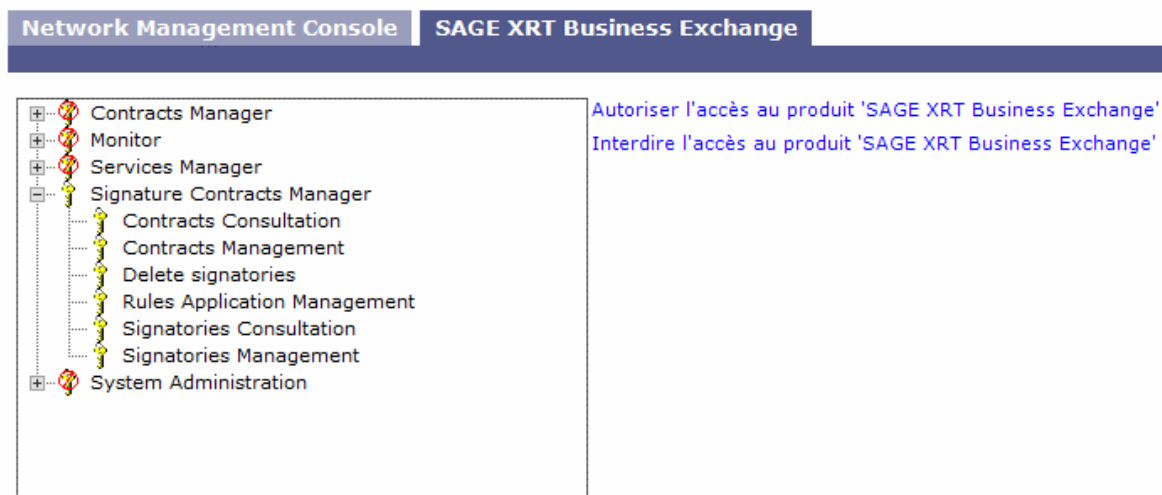 Network Management Console SAGE XRT Business Exchange
Contracts Manager
Monitor
Services Manager
Signature Contracts Manager
Contracts Consultation
Contracts Management
Delete signatories
Rules Application Management
Signatories Consultation
Signatories Management
System Administration
Autoriser l'accès au produit 'SAGE XRT Business Exchange'
Interdire l'accès au produit 'SAGE XRT Business Exchange'